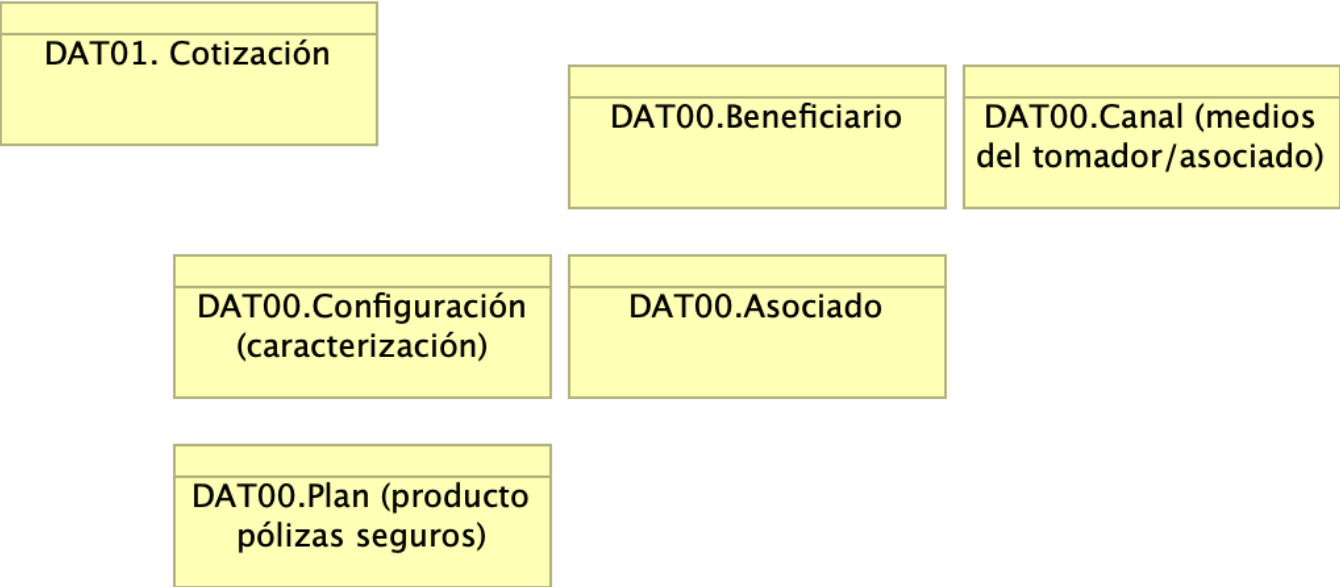 DAT01. Cotización
DAT00.Beneficiario
DAT00.Canal (medios
del tomador/asociado)
DAT00.Configuración
(caracterización)
DAT00.Asociado
DAT00.Plan (producto
pólizas seguros)